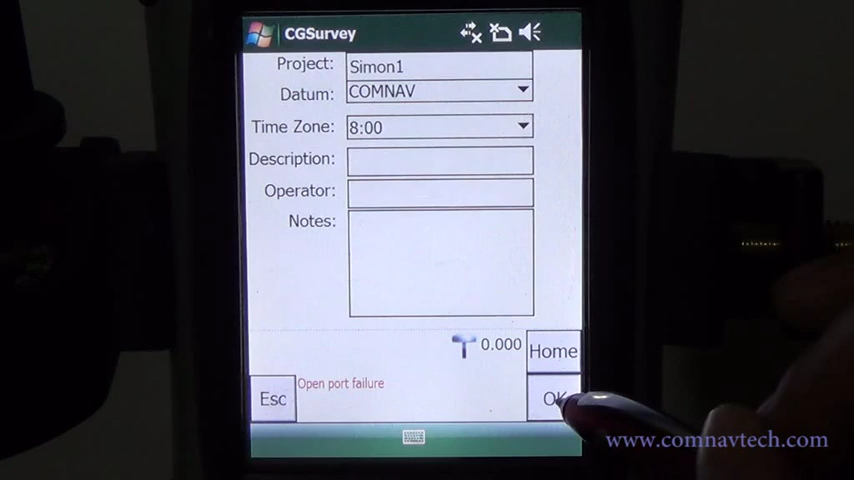 CGSurvey
Project: Simon1
Datum: COMNAV
Time Zone: 8:00
Description:
Operator:
Notes:
0.000 Home
Open port failure
Esc OK
www.comnavtech.com